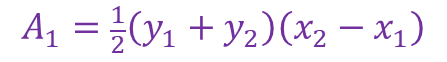 A₁ = ½(y₁ + y₂)(x₂ − x₁)